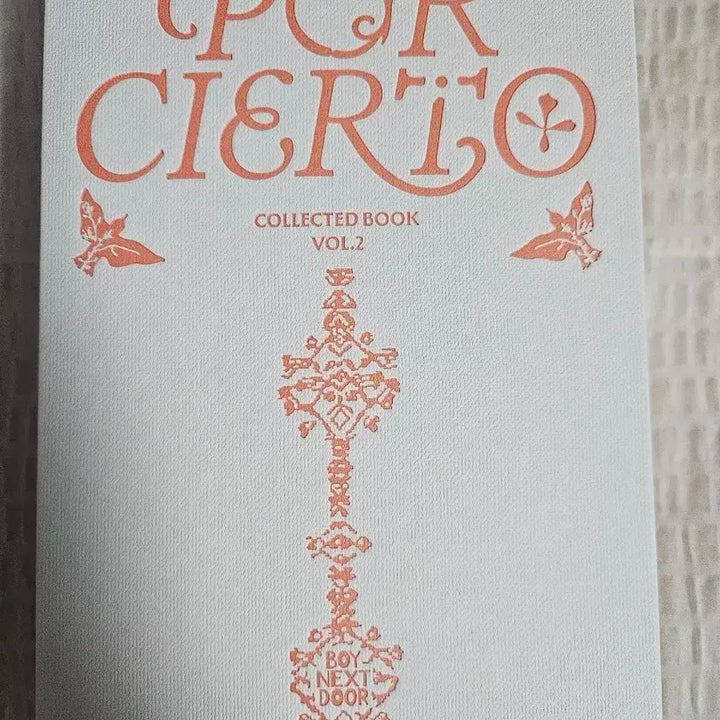 POR
CIERTO
COLLECTED BOOK
VOL.2
BOY
NEXT
DOOR